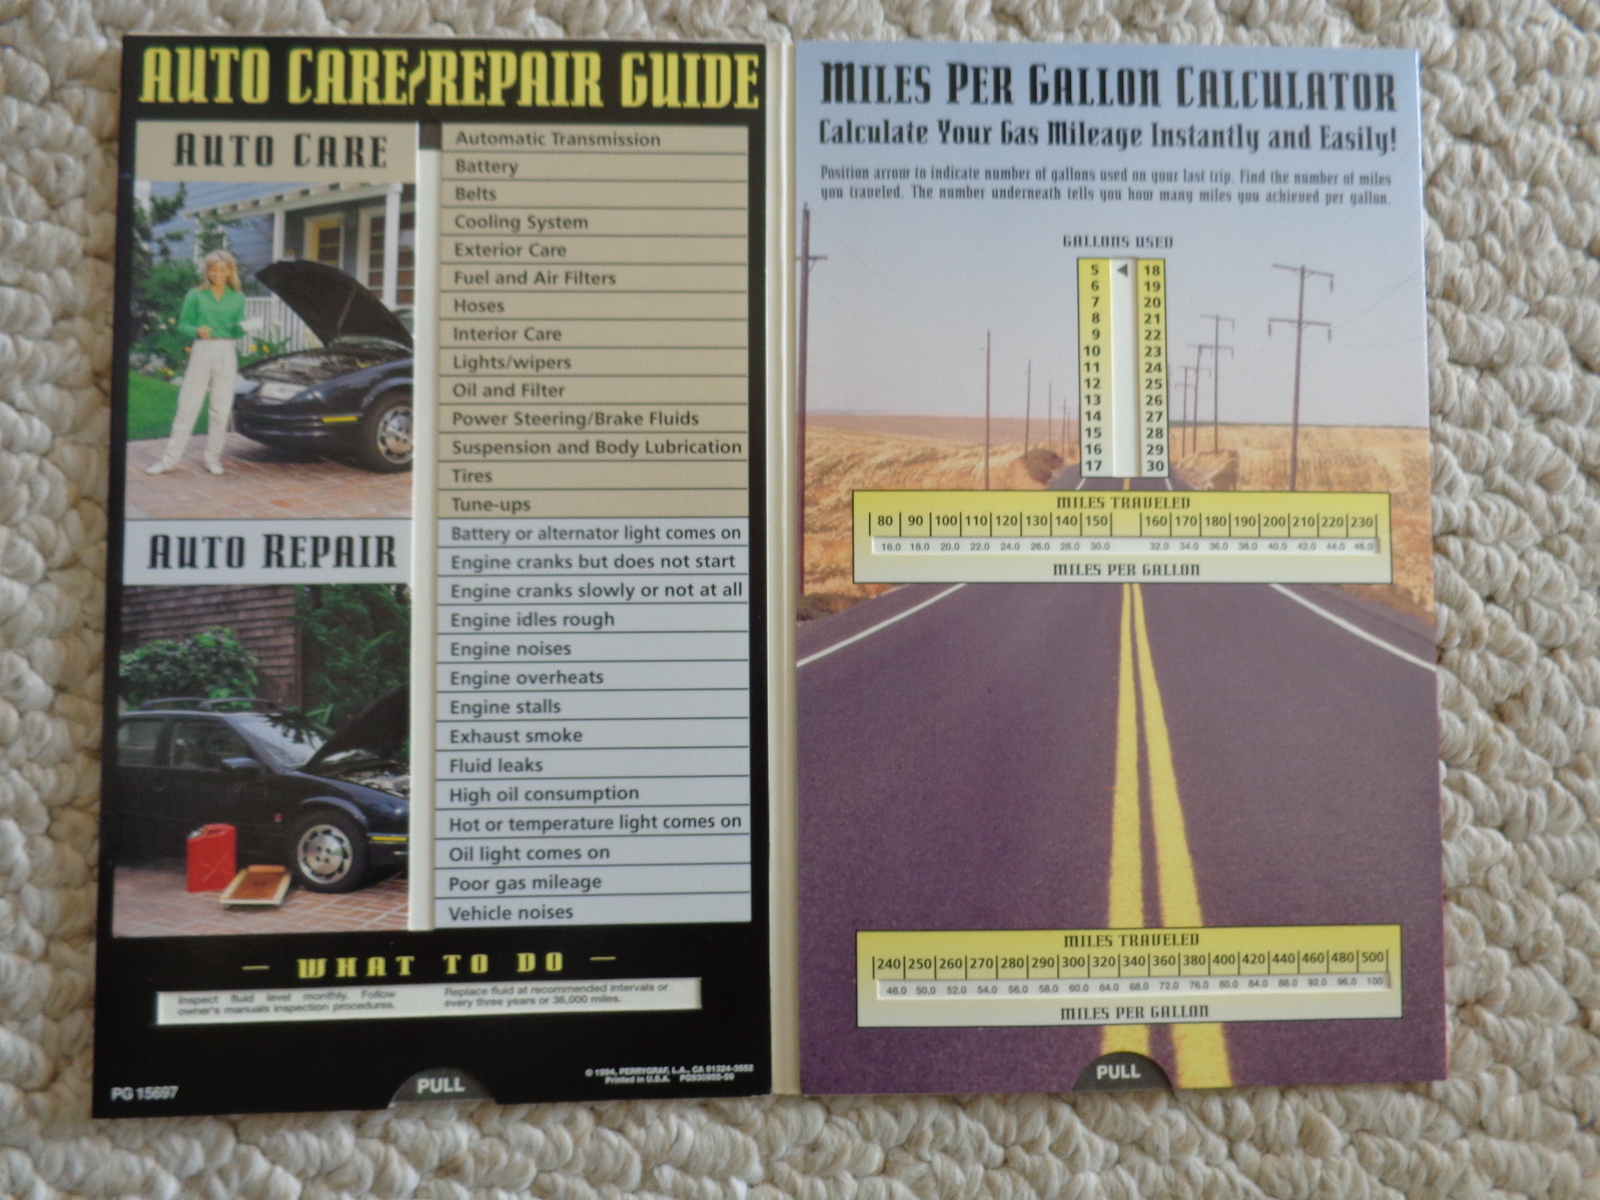 AUTO CARE/REPAIR GUIDE
AUTO CARE
Automatic Transmission
Battery
Belts
Cooling System
Exterior Care
Fuel and Air Filters
Hoses
Interior Care
Lights/wipers
Oil and Filter
Power Steering/Brake Fluids
Suspension and Body Lubrication
Tires
Tune-ups
AUTO REPAIR
Battery or alternator light comes on
Engine cranks but does not start
Engine cranks slowly or not at all
Engine idles rough
Engine noises
Engine overheats
Engine stalls
Exhaust smoke
Fluid leaks
High oil consumption
Hot or temperature light comes on
Oil light comes on
Poor gas mileage
Vehicle noises
— WHAT TO DO —
Inspect fluid level monthly. Follow
owner's manuals inspection procedures.
Replace fluid at recommended intervals or
every three years or 36,000 miles.
PG 15697
PULL
© 1994, PERRYGRAF, L.A., CA 91324-3552
Printed in U.S.A.
MILES PER GALLON CALCULATOR
Calculate Your Gas Mileage Instantly and Easily!
Position arrow to indicate number of gallons used on your last trip. Find the number of miles
you traveled. The number underneath tells you how many miles you achieved per gallon.
GALLONS USED
5 ◀ 18
6 19
7 20
8 21
9 22
10 23
11 24
12 25
13 26
14 27
15 28
16 29
17 30
MILES TRAVELED
80 90 100 110 120 130 140 150 160 170 180 190 200 210 220 230
16.0 18.0 20.0 22.0 24.0 26.0 28.0 30.0 32.0 34.0 36.0 38.0 40.0 42.0 44.0 46.0
MILES PER GALLON
MILES TRAVELED
240 250 260 270 280 290 300 320 340 360 380 400 420 440 460 480 500
48.0 50.0 52.0 54.0 56.0 58.0 60.0 64.0 68.0 72.0 76.0 80.0 84.0 88.0 92.0 96.0 100
MILES PER GALLON
PULL